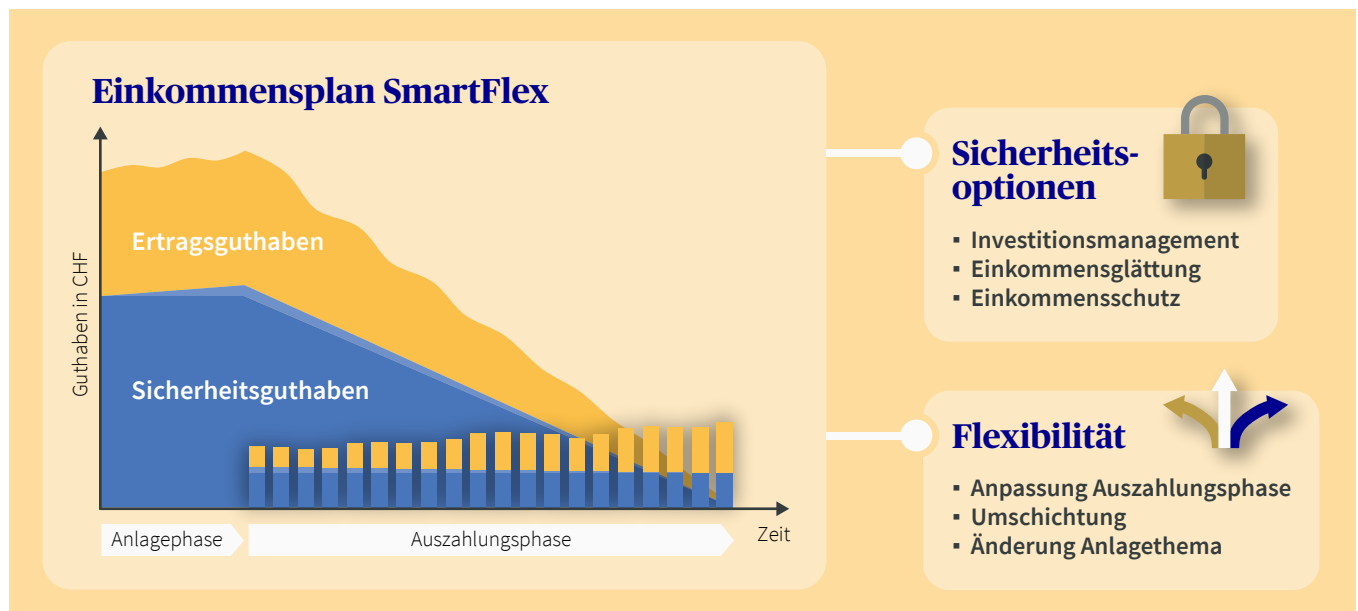 Einkommensplan SmartFlex
Guthaben in CHF
Ertragsguthaben
Sicherheitsguthaben
Anlagephase
Auszahlungsphase
Zeit
Sicherheits-
optionen
▪ Investitionsmanagement
▪ Einkommensglättung
▪ Einkommensschutz
Flexibilität
▪ Anpassung Auszahlungsphase
▪ Umschichtung
▪ Änderung Anlagethema